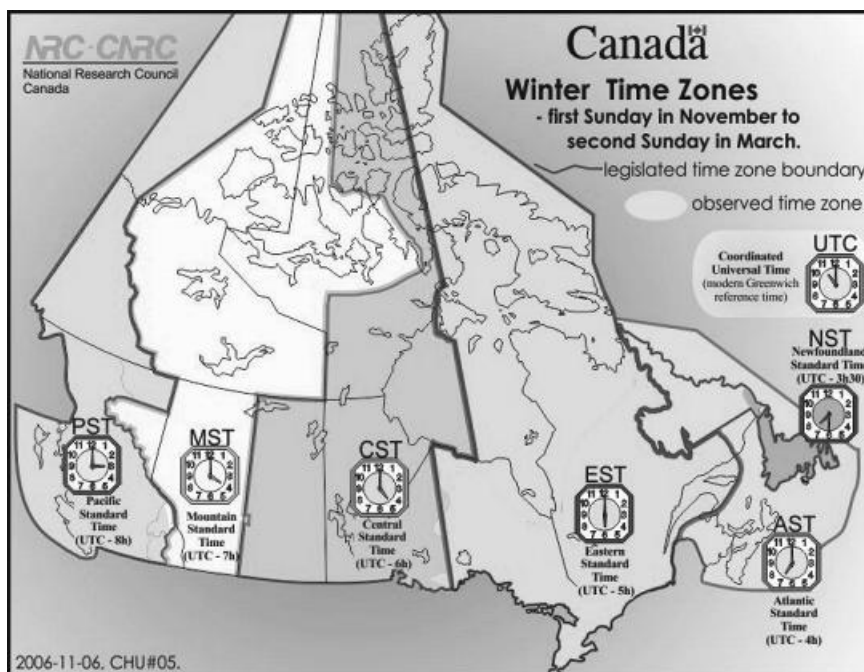 NRC·CNRC
National Research Council
Canada
Canada
Winter Time Zones
- first Sunday in November to
second Sunday in March.
legislated time zone boundary
observed time zone
UTC
Coordinated
Universal Time
(modern Greenwich
reference time)
NST
Newfoundland
Standard Time
(UTC - 3h30)
PST
Pacific
Standard
Time
(UTC - 8h)
MST
Mountain
Standard
Time
(UTC - 7h)
CST
Central
Standard
Time
(UTC - 6h)
EST
Eastern
Standard
Time
(UTC - 5h)
AST
Atlantic
Standard
Time
(UTC - 4h)
2006-11-06, CHU#05.